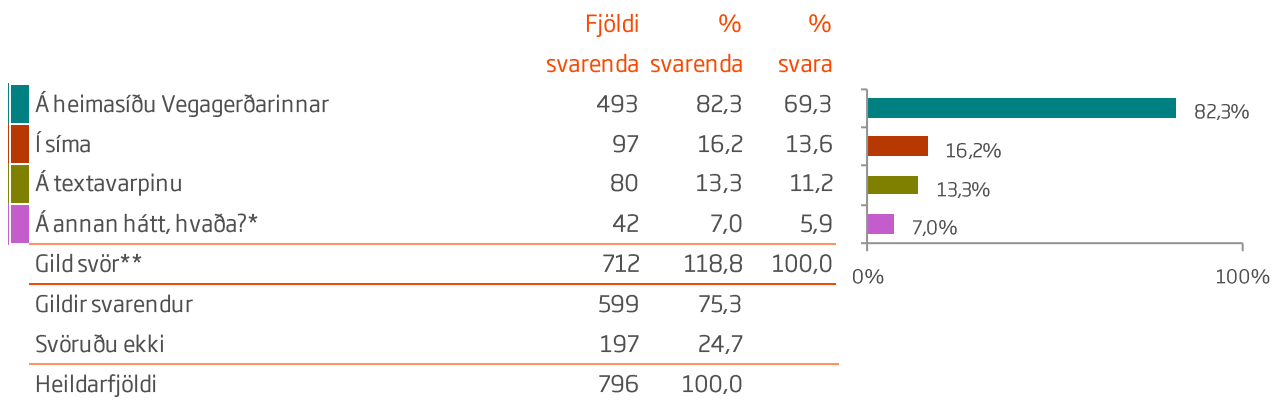 Fjöldi % %
svarenda svarenda svara
Á heimasíðu Vegagerðarinnar 493 82,3 69,3
Í síma 97 16,2 13,6
Á textavarpinu 80 13,3 11,2
Á annan hátt, hvaða?* 42 7,0 5,9
Gild svör** 712 118,8 100,0
Gildir svarendur 599 75,3
Svöruðu ekki 197 24,7
Heildarfjöldi 796 100,0
82,3%
16,2%
13,3%
7,0%
0% 100%